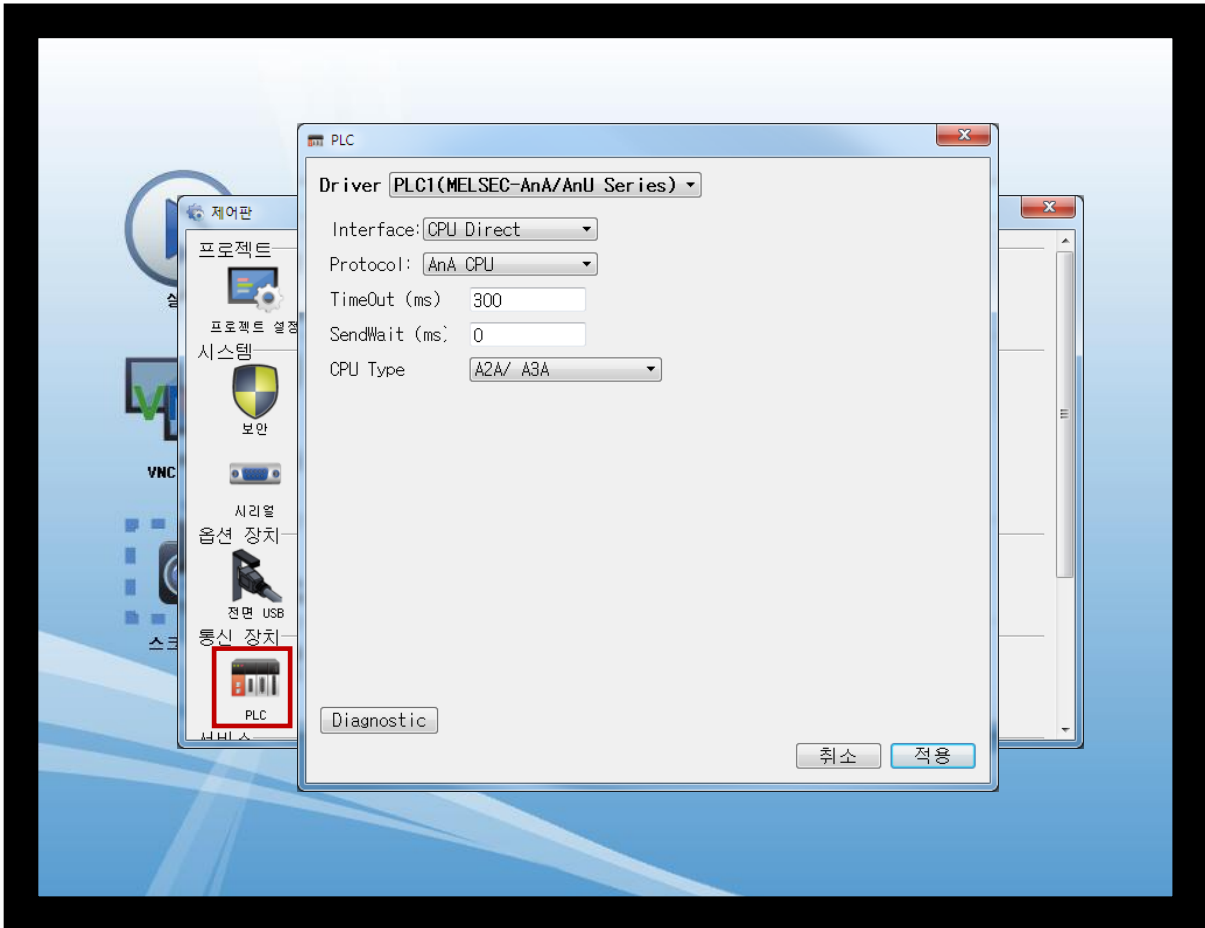 PLC
Driver PLC1(MELSEC-AnA/AnU Series)
Interface: CPU Direct
Protocol: AnA CPU
TimeOut (ms) 300
SendWait (ms) 0
CPU Type A2A/ A3A
Diagnostic
취소 적용
제어판
프로젝트
프로젝트 설정
시스템
보안
시리얼
옵션 장치
전면 USB
통신 장치
PLC
서비스
VNC